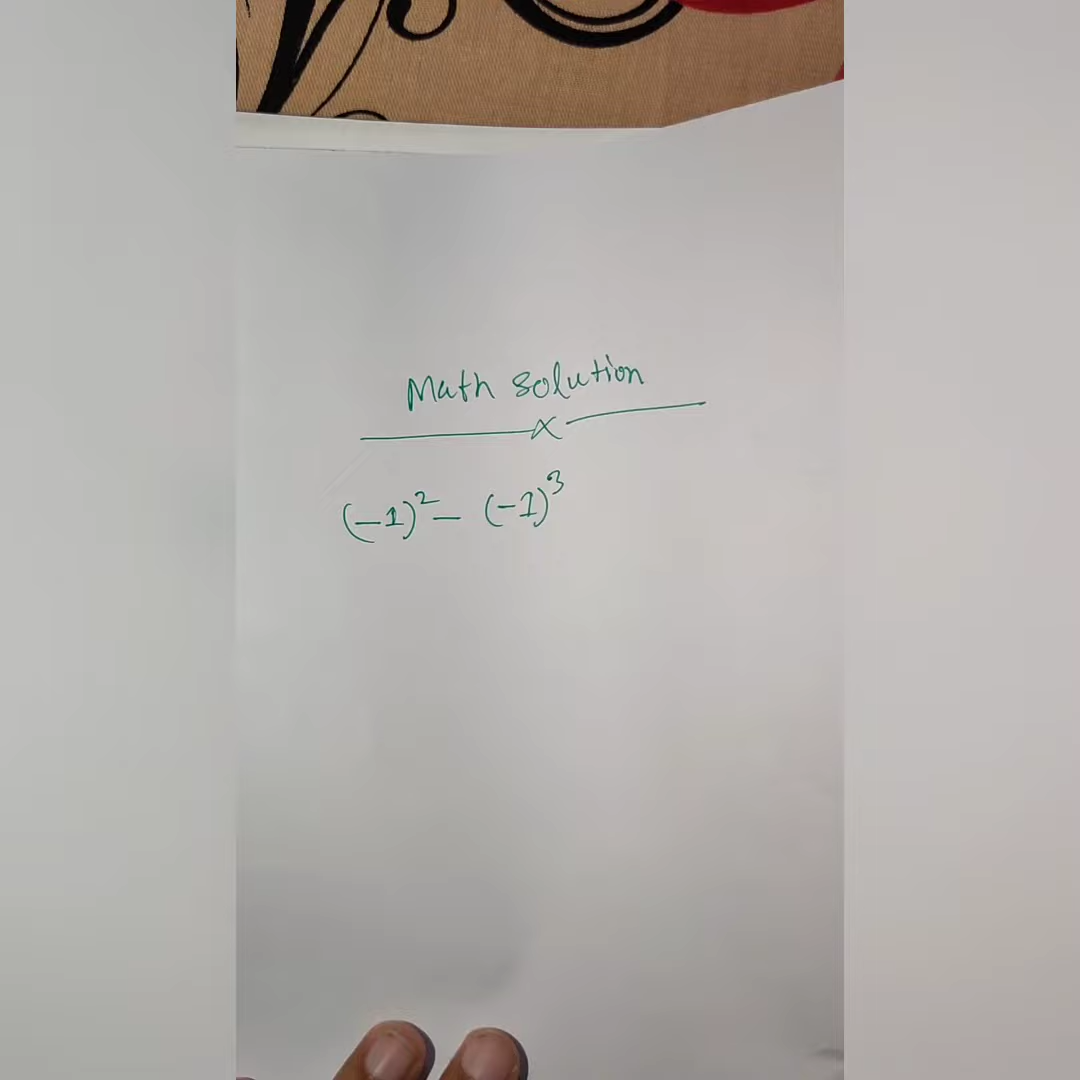 Math solution
(-1)² - (-1)³